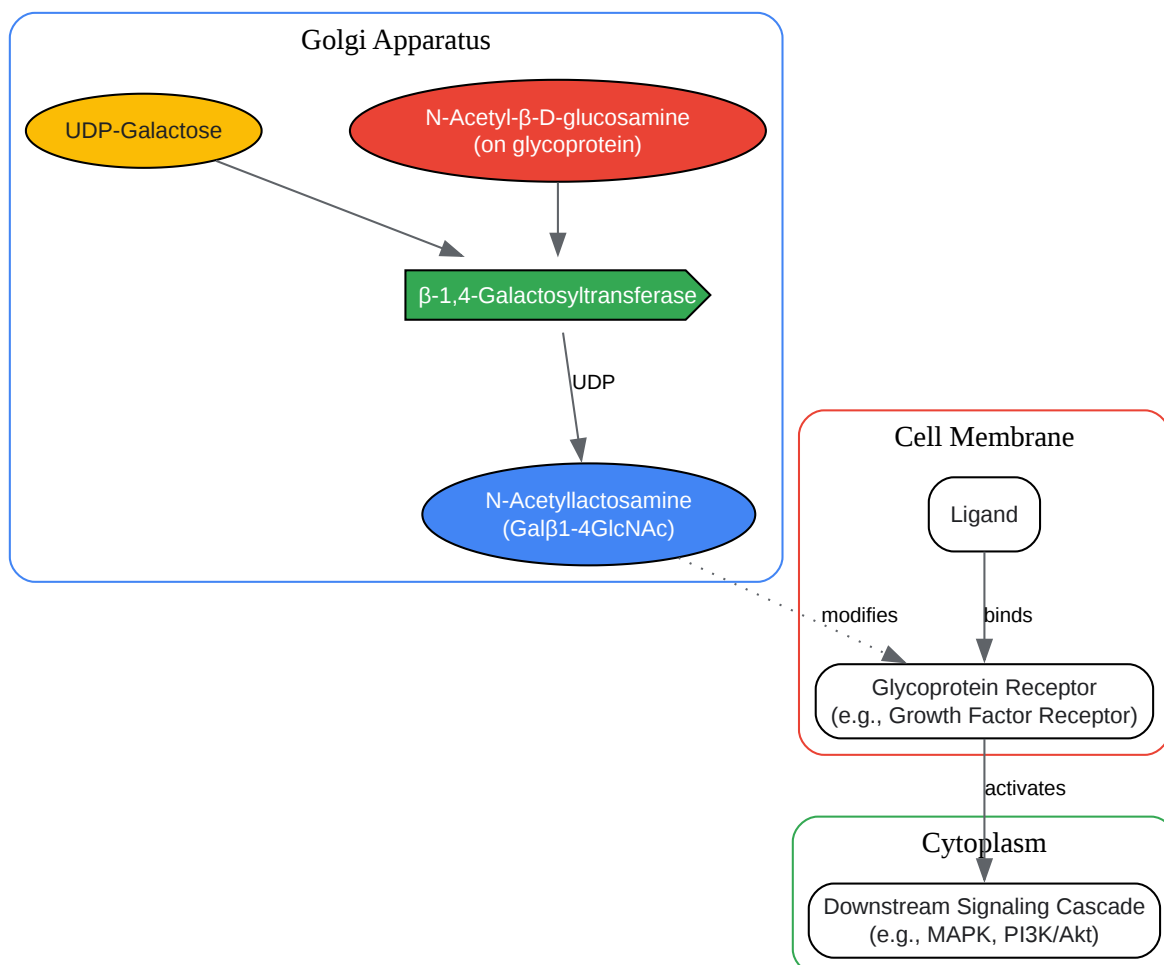 Golgi Apparatus
UDP-Galactose
N-Acetyl-β-D-glucosamine
(on glycoprotein)
β-1,4-Galactosyltransferase
UDP
N-Acetyllactosamine
(Galβ1-4GlcNAc)
Cell Membrane
Ligand
modifies
binds
Glycoprotein Receptor
(e.g., Growth Factor Receptor)
activates
Cytoplasm
Downstream Signaling Cascade
(e.g., MAPK, PI3K/Akt)